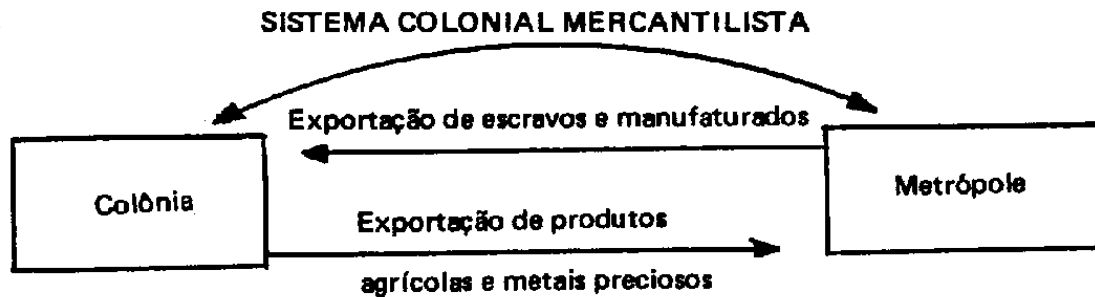 SISTEMA COLONIAL MERCANTILISTA
Exportação de escravos e manufaturados
Colônia
Metrópole
Exportação de produtos
agrícolas e metais preciosos